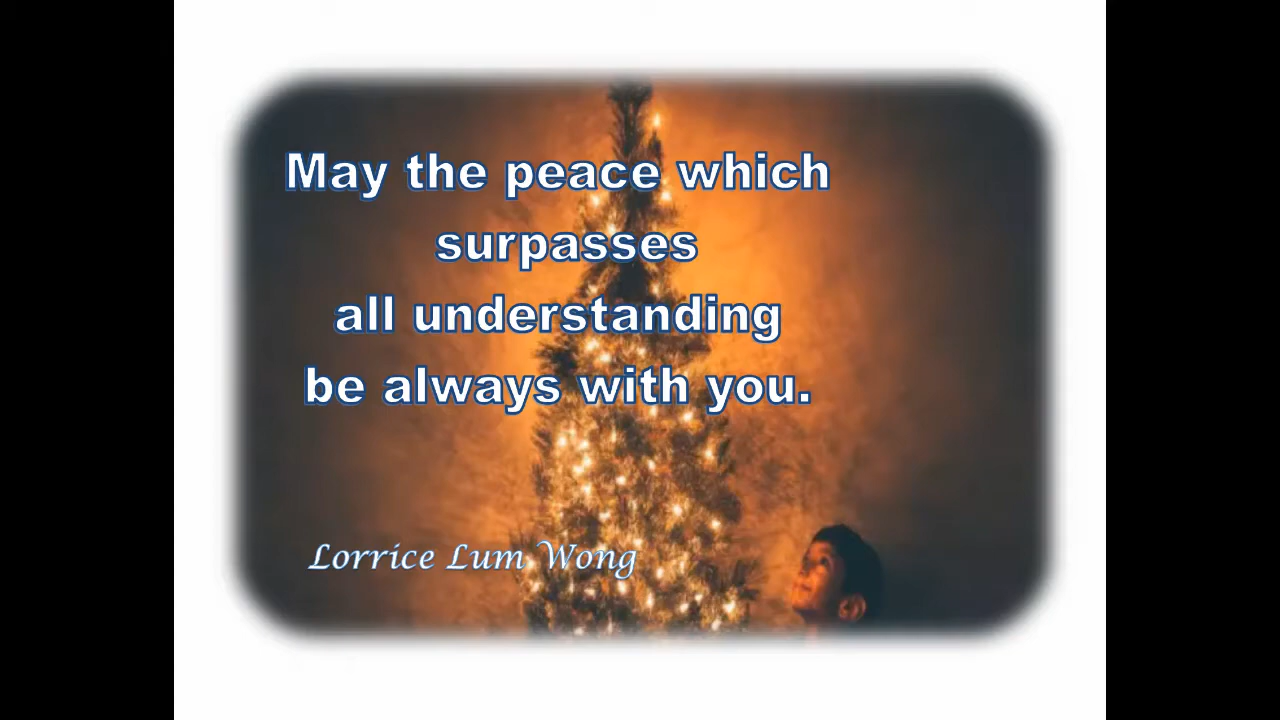 May the peace which
surpasses
all understanding
be always with you.
Lorrice Lum Wong